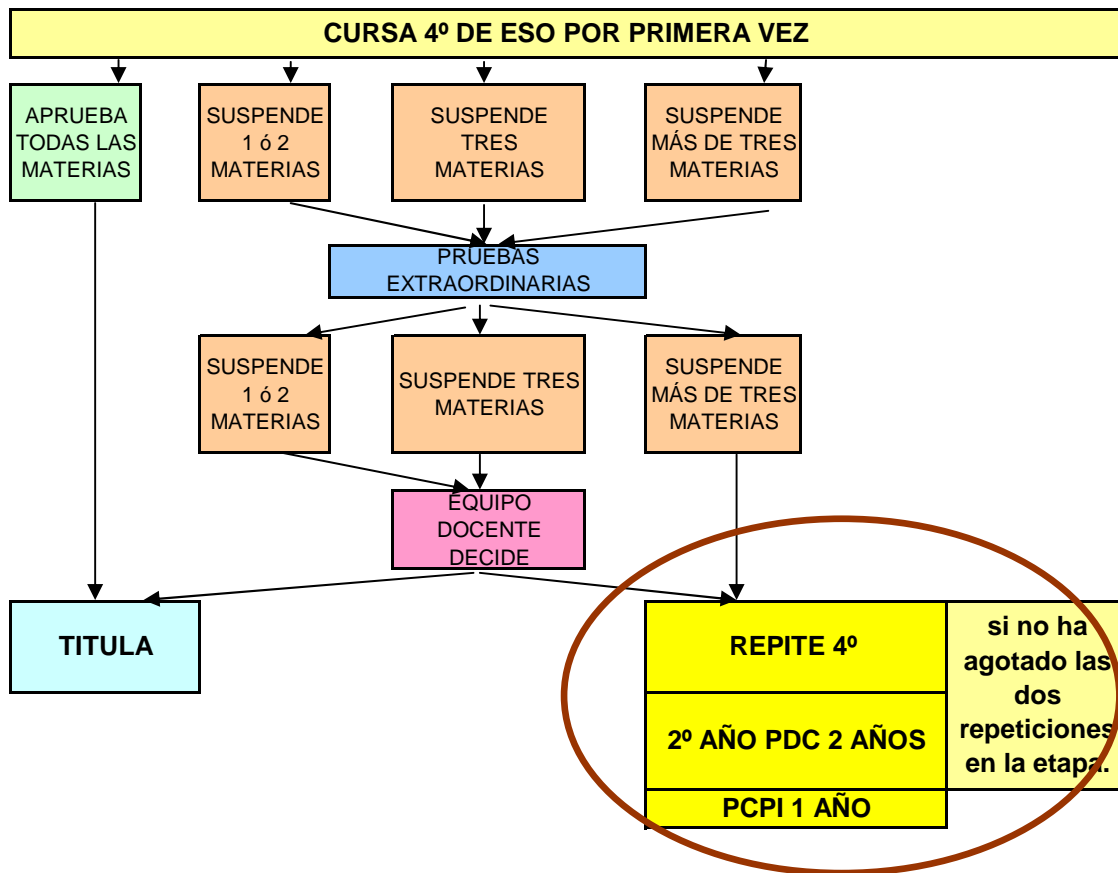 CURSA 4º DE ESO POR PRIMERA VEZ
APRUEBA
TODAS LAS
MATERIAS
SUSPENDE
1 ó 2
MATERIAS
SUSPENDE
TRES
MATERIAS
SUSPENDE
MÁS DE TRES
MATERIAS
PRUEBAS
EXTRAORDINARIAS
SUSPENDE
1 ó 2
MATERIAS
SUSPENDE TRES
MATERIAS
SUSPENDE
MÁS DE TRES
MATERIAS
EQUIPO
DOCENTE
DECIDE
TITULA
REPITE 4º
2º AÑO PDC 2 AÑOS
PCPI 1 AÑO
si no ha
agotado las
dos
repeticiones
en la etapa.